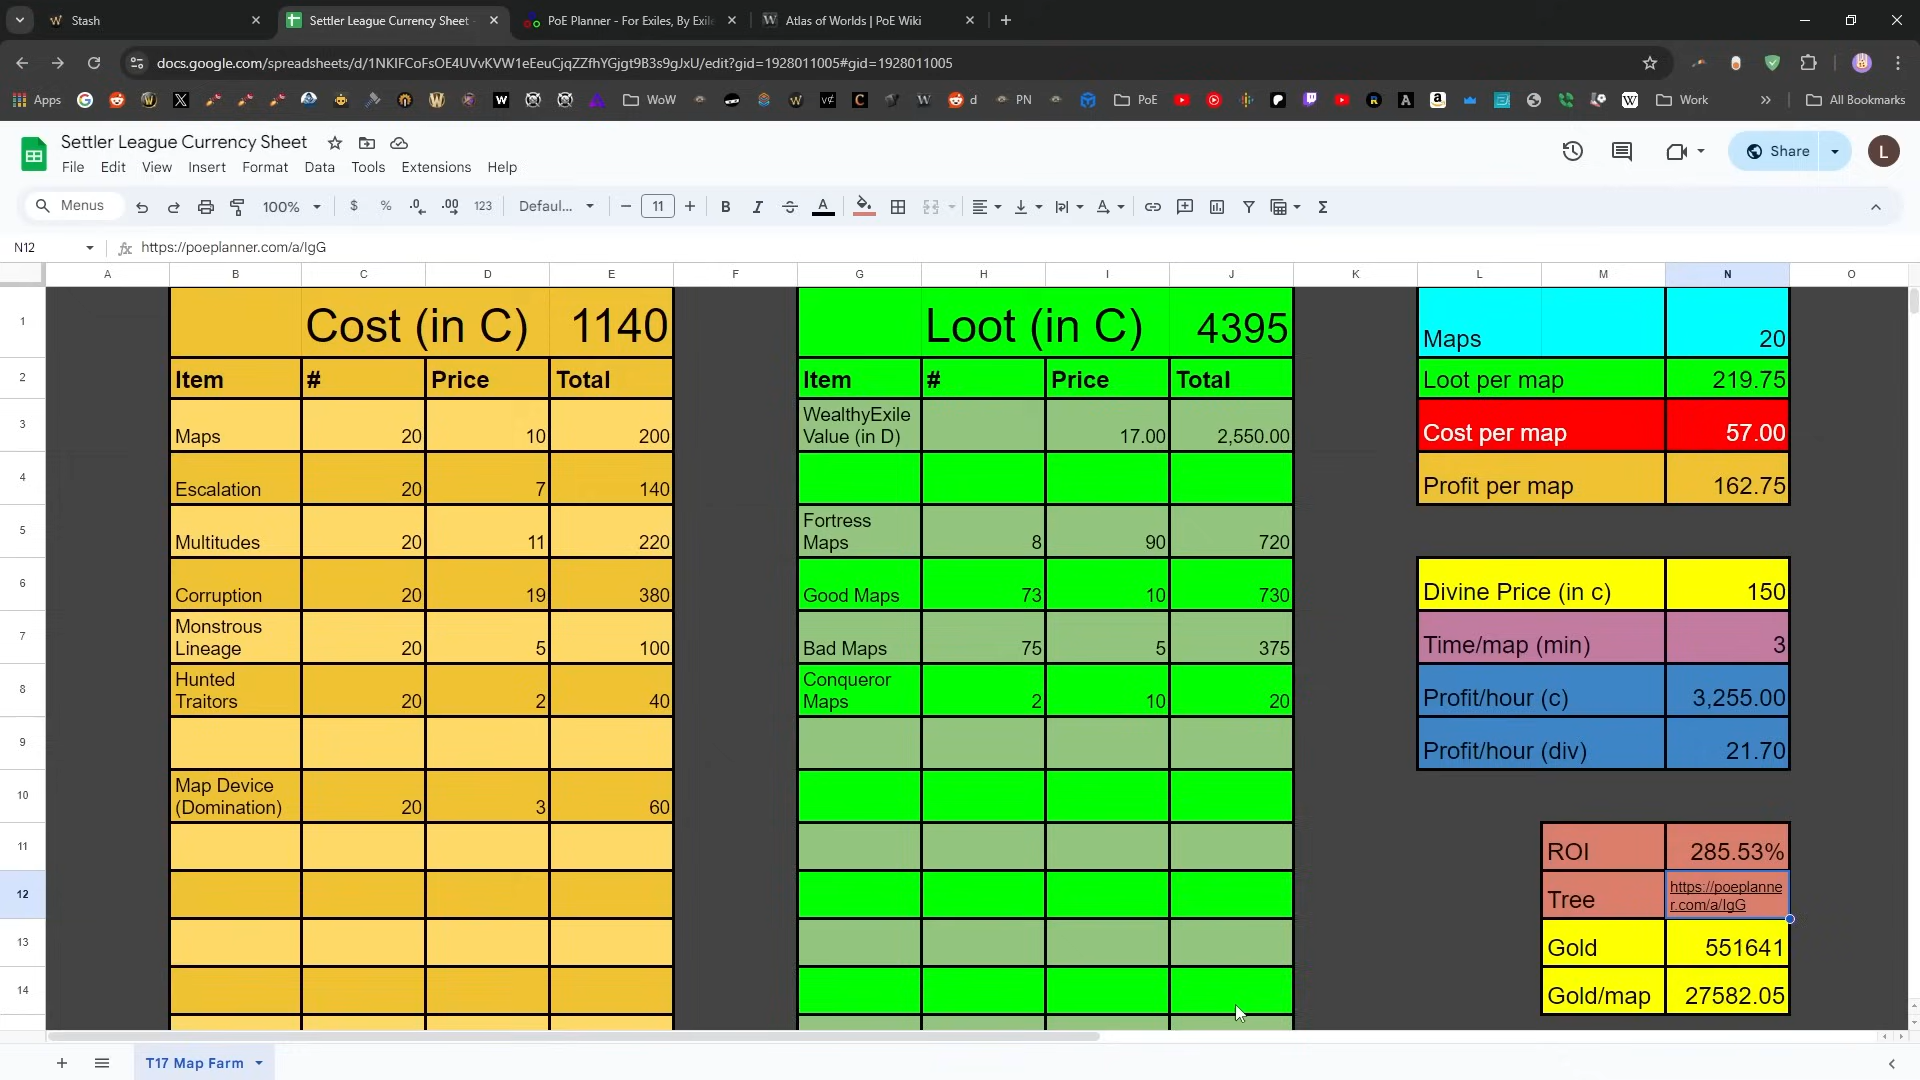 Stash
Settler League Currency Sheet
PoE Planner - For Exiles, By Exile
Atlas of Worlds | PoE Wiki
docs.google.com/spreadsheets/d/1NKIFCoFsOE4UVvKVW1eEeuCjqZZfhYGjgt9B3s9gJxU/edit?gid=1928011005#gid=1928011005
Apps
WoW
d
PN
PoE
Work
All Bookmarks
Settler League Currency Sheet
Share
L
File Edit View Insert Format Data Tools Extensions Help
Menus
100%
$ % .0 .00 123
Defaul...
11
N12
https://poeplanner.com/a/IgG
A B C D E F G H I J K L M N O
1 Cost (in C) 1140 Loot (in C) 4395 Maps 20
2 Item # Price Total Item # Price Total Loot per map 219.75
3 Maps 20 10 200 WealthyExile Value (in D) 17.00 2,550.00 Cost per map 57.00
4 Escalation 20 7 140 Profit per map 162.75
5 Multitudes 20 11 220 Fortress Maps 8 90 720
6 Corruption 20 19 380 Good Maps 73 10 730 Divine Price (in c) 150
7 Monstrous Lineage 20 5 100 Bad Maps 75 5 375 Time/map (min) 3
8 Hunted Traitors 20 2 40 Conqueror Maps 2 10 20 Profit/hour (c) 3,255.00
9 Profit/hour (div) 21.70
10 Map Device (Domination) 20 3 60
11 ROI 285.53%
12 Tree https://poeplanner.com/a/IgG
13 Gold 551641
14 Gold/map 27582.05
T17 Map Farm